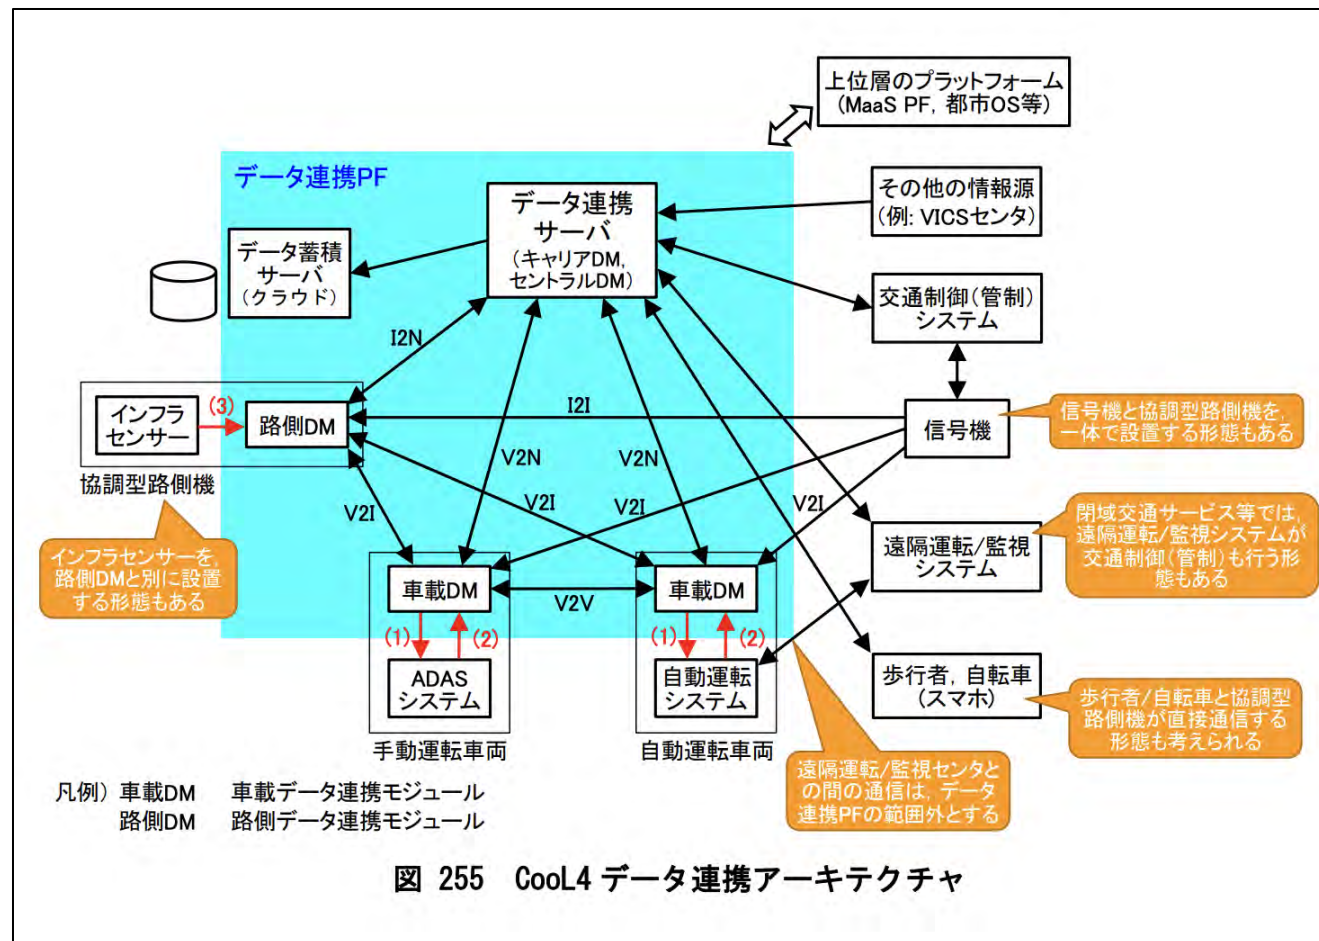 上位層のプラットフォーム
(MaaS PF, 都市OS等)
データ連携PF
データ連携
サーバ
(キャリアDM,
セントラルDM)
その他の情報源
(例: VICSセンタ)
データ蓄積
サーバ
(クラウド)
交通制御(管制)
システム
I2N
インフラ
センサー
(3)
路側DM
I2I
信号機
信号機と協調型路側機を,
一体で設置する形態もある
協調型路側機
V2N
V2N
V2I
V2I
V2I
V2I
インフラセンサーを,
路側DMと別に設置
する形態もある
遠隔運転/監視
システム
閉域交通サービス等では,
遠隔運転/監視システムが
交通制御(管制)も行う形
態もある
車載DM
V2V
車載DM
(1)
(2)
(1)
(2)
ADAS
システム
自動運転
システム
手動運転車両
自動運転車両
歩行者, 自転車
(スマホ)
歩行者/自転車と協調型
路側機が直接通信する
形態も考えられる
遠隔運転/監視センタと
の間の通信は, データ
連携PFの範囲外とする
凡例) 車載DM 車載データ連携モジュール
路側DM 路側データ連携モジュール
図 255 CooL4 データ連携アーキテクチャ